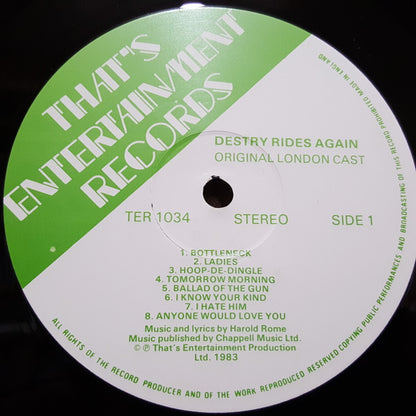 THAT'S
ENTERTAINMENT
RECORDS
DESTRY RIDES AGAIN
ORIGINAL LONDON CAST
TER 1034 STEREO SIDE 1
1. BOTTLENECK
2. LADIES
3. HOOP-DE-DINGLE
4. TOMORROW MORNING
5. BALLAD OF THE GUN
6. I KNOW YOUR KIND
7. I HATE HIM
8. ANYONE WOULD LOVE YOU
Music and lyrics by Harold Rome
Music published by Chappell Music Ltd.
© ℗ That's Entertainment Production
Ltd. 1983
ALL RIGHTS OF THE RECORD PRODUCER AND OF THE WORK REPRODUCED RESERVED. COPYING PUBLIC PERFORMANCES AND BROADCASTING OF THIS RECORD PROHIBITED MADE IN ENGLAND